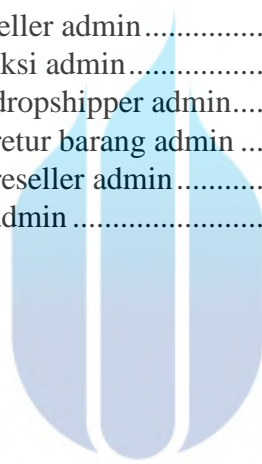 eller admin...............
ksi admin.................
dropshipper admin....
retur barang admin ...
reseller admin.............
admin ........................